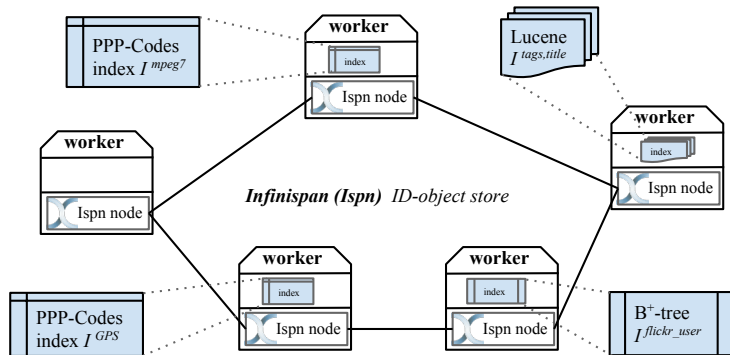 PPP-Codes
index I mpeg7
worker
index
Ispn node
Lucene
I tags,title
worker
index
Ispn node
worker
Ispn node
Infinispan (Ispn) ID-object store
worker
index
Ispn node
worker
index
Ispn node
PPP-Codes
index I GPS
B+-tree
I flickr_user